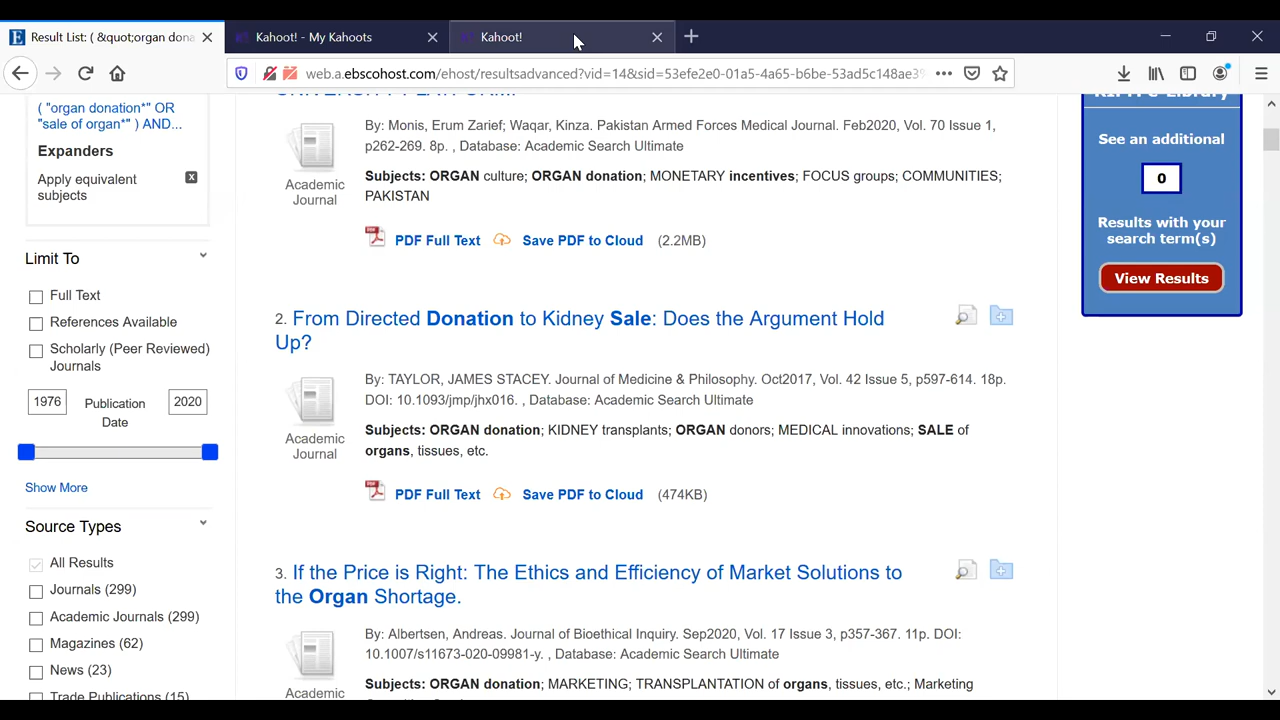 Result List: ( &quot;organ dona
Kahoot! - My Kahoots
Kahoot!
web.a.ebscohost.com/ehost/resultsadvanced?vid=14&sid=53efe2e0-01a5-4a65-b6be-53ad5c148ae39
( "organ donation*" OR
"sale of organ*" ) AND...
Expanders
Apply equivalent
subjects
Limit To
Full Text
References Available
Scholarly (Peer Reviewed)
Journals
1976
Publication
Date
2020
Show More
Source Types
All Results
Journals (299)
Academic Journals (299)
Magazines (62)
News (23)
Trade Publications (15)
By: Monis, Erum Zarief; Waqar, Kinza. Pakistan Armed Forces Medical Journal. Feb2020, Vol. 70 Issue 1,
p262-269. 8p. , Database: Academic Search Ultimate
Academic
Journal
Subjects: ORGAN culture; ORGAN donation; MONETARY incentives; FOCUS groups; COMMUNITIES;
PAKISTAN
PDF Full Text Save PDF to Cloud (2.2MB)
2. From Directed Donation to Kidney Sale: Does the Argument Hold
Up?
By: TAYLOR, JAMES STACEY. Journal of Medicine & Philosophy. Oct2017, Vol. 42 Issue 5, p597-614. 18p.
DOI: 10.1093/jmp/jhx016. , Database: Academic Search Ultimate
Academic
Journal
Subjects: ORGAN donation; KIDNEY transplants; ORGAN donors; MEDICAL innovations; SALE of
organs, tissues, etc.
PDF Full Text Save PDF to Cloud (474KB)
3. If the Price is Right: The Ethics and Efficiency of Market Solutions to
the Organ Shortage.
By: Albertsen, Andreas. Journal of Bioethical Inquiry. Sep2020, Vol. 17 Issue 3, p357-367. 11p. DOI:
10.1007/s11673-020-09981-y. , Database: Academic Search Ultimate
Academic
Subjects: ORGAN donation; MARKETING; TRANSPLANTATION of organs, tissues, etc.; Marketing
See an additional
0
Results with your
search term(s)
View Results